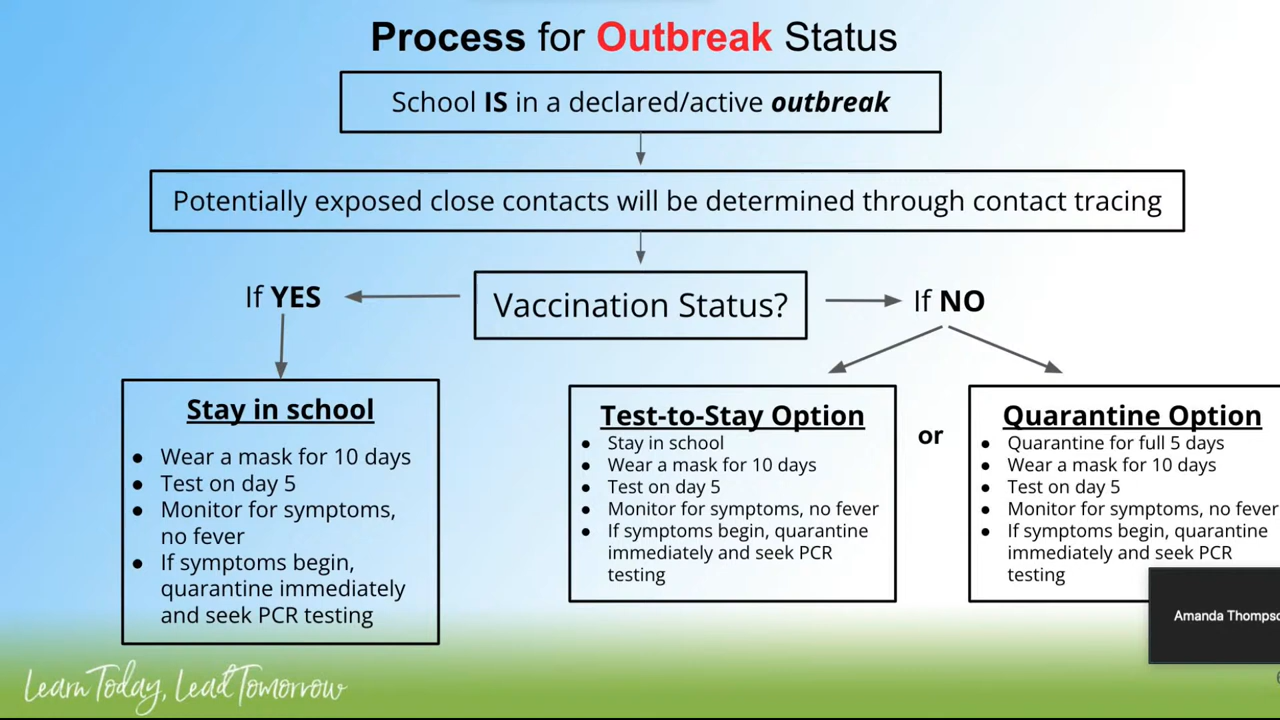 Process for Outbreak Status
School IS in a declared/active outbreak
Potentially exposed close contacts will be determined through contact tracing
If YES
Vaccination Status?
If NO
Stay in school
● Wear a mask for 10 days
● Test on day 5
● Monitor for symptoms,
no fever
● If symptoms begin,
quarantine immediately
and seek PCR testing
Test-to-Stay Option
● Stay in school
● Wear a mask for 10 days
● Test on day 5
● Monitor for symptoms, no fever
● If symptoms begin, quarantine
immediately and seek PCR
testing
or
Quarantine Option
● Quarantine for full 5 days
● Wear a mask for 10 days
● Test on day 5
● Monitor for symptoms, no fever
● If symptoms begin, quarantine
immediately and seek PCR
testing
Amanda
Learn Today, Lead Tomorrow